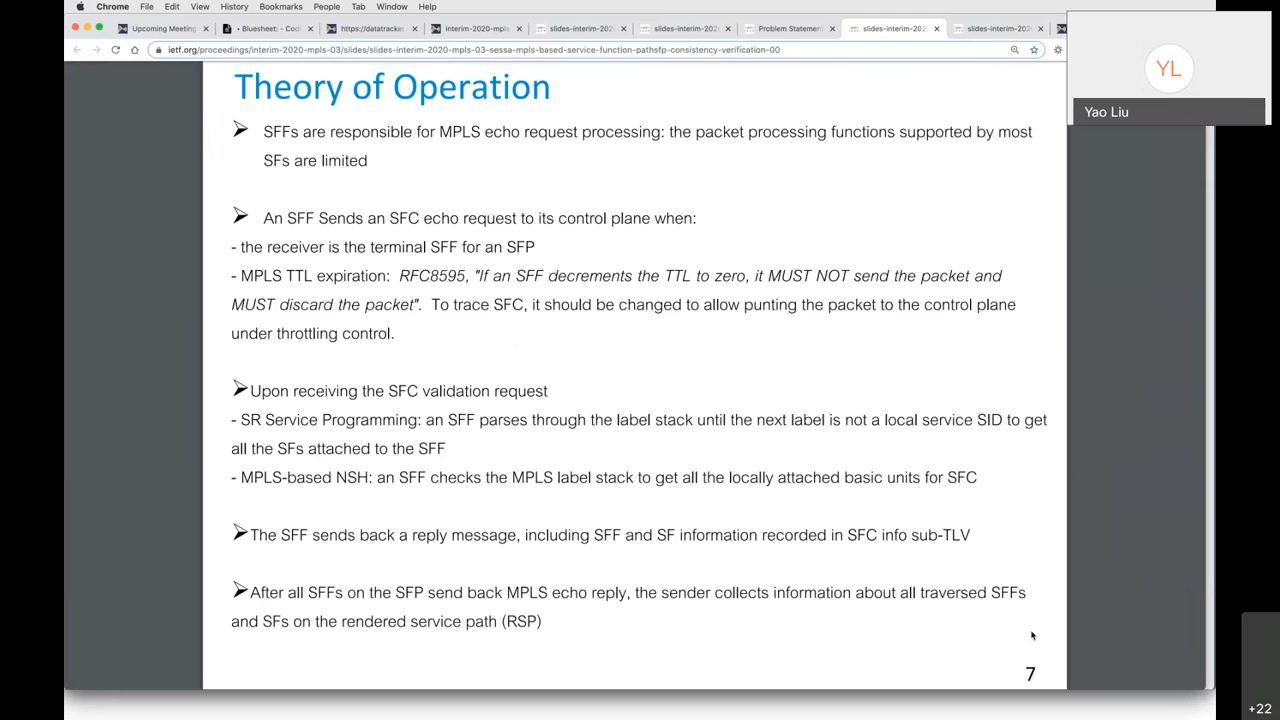 Chrome File Edit View History Bookmarks People Tab Window Help
Upcoming Meeting × • Bluesheet: - Codi × https://datatracker × interim-2020-mpls × slides-interim-202 × slides-interim-202 × Problem Statement × slides-interim-202 × slides-interim-202 ×
ietf.org/proceedings/interim-2020-mpls-03/slides/slides-interim-2020-mpls-03-sessa-mpls-based-service-function-pathsfp-consistency-verification-00
YL
Yao Liu
Theory of Operation
➢ SFFs are responsible for MPLS echo request processing: the packet processing functions supported by most
SFs are limited
➢ An SFF Sends an SFC echo request to its control plane when:
- the receiver is the terminal SFF for an SFP
- MPLS TTL expiration: RFC8595, "If an SFF decrements the TTL to zero, it MUST NOT send the packet and
MUST discard the packet". To trace SFC, it should be changed to allow punting the packet to the control plane
under throttling control.
➢Upon receiving the SFC validation request
- SR Service Programming: an SFF parses through the label stack until the next label is not a local service SID to get
all the SFs attached to the SFF
- MPLS-based NSH: an SFF checks the MPLS label stack to get all the locally attached basic units for SFC
➢The SFF sends back a reply message, including SFF and SF information recorded in SFC info sub-TLV
➢After all SFFs on the SFP send back MPLS echo reply, the sender collects information about all traversed SFFs
and SFs on the rendered service path (RSP)
7
+22